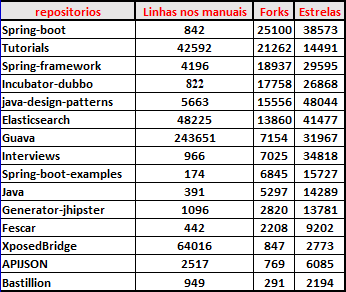 repositorios Linhas nos manuais Forks Estrelas
Spring-boot 842 25100 38573
Tutorials 42592 21262 14491
Spring-framework 4196 18937 29595
Incubator-dubbo 822 17758 26868
java-design-patterns 5663 15556 48044
Elasticsearch 48225 13860 41477
Guava 243651 7154 31967
Interviews 966 7025 34818
Spring-boot-examples 174 6845 15727
Java 391 5297 14289
Generator-jhipster 1096 2820 13781
Fescar 442 2208 9202
XposedBridge 64016 847 2773
APIJSON 2517 769 6085
Bastillion 949 291 2194